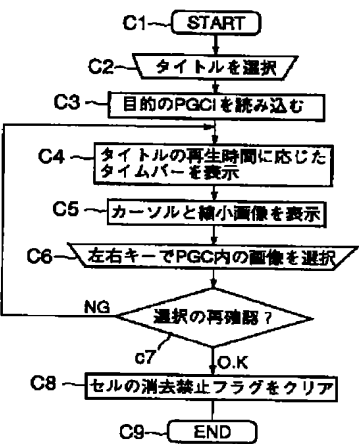 C1 START
C2 タイトルを選択
C3 目的のPGCIを読み込む
C4 タイトルの再生時間に応じた
タイムバーを表示
C5 カーソルと縮小画像を表示
C6 左右キーでPGC内の画像を選択
NG 選択の再確認?
c7 O.K
C8 セルの消去禁止フラグをクリア
C9 END